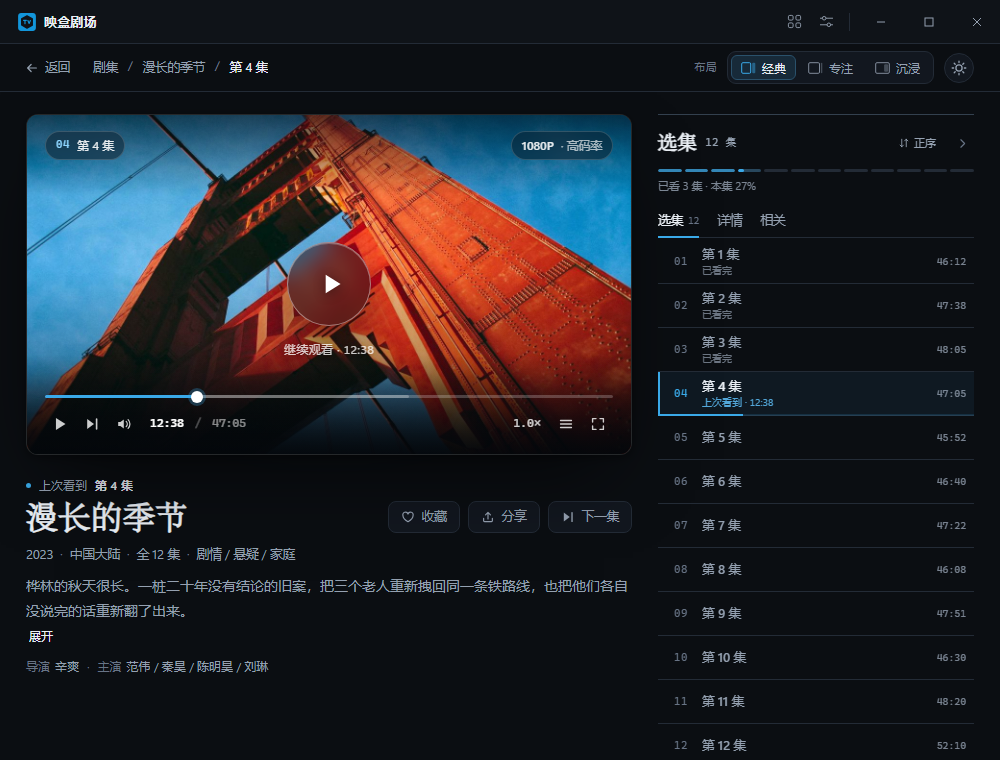 映盒剧场
返回 剧集 / 漫长的季节 / 第 4 集
布局 经典 专注 沉浸
04 第 4 集
1080P · 高码率
继续观看 · 12:38
12:38 / 47:05
1.0×
上次看到 第 4 集
漫长的季节
收藏 分享 下一集
2023 · 中国大陆 · 全 12 集 · 剧情 / 悬疑 / 家庭
桦林的秋天很长。一桩二十年没有结论的旧案，把三个老人重新拽回同一条铁路线，也把他们各自
没说完的话重新翻了出来。
展开
导演 辛爽 · 主演 范伟 / 秦昊 / 陈明昊 / 刘琳
选集 12 集 正序
已看 3 集 · 本集 27%
选集 12 详情 相关
01 第 1 集 46:12
已看完
02 第 2 集 47:38
已看完
03 第 3 集 48:05
已看完
04 第 4 集 47:05
上次看到 · 12:38
05 第 5 集 45:52
06 第 6 集 46:40
07 第 7 集 47:22
08 第 8 集 46:08
09 第 9 集 47:51
10 第 10 集 46:30
11 第 11 集 48:20
12 第 12 集 52:10